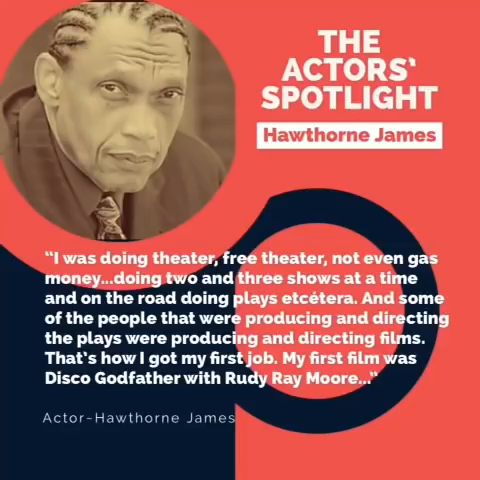 THE
ACTORS‘
SPOTLIGHT
Hawthorne James
“I was doing theater, free theater, not even gas
money...doing two and three shows at a time
and on the road doing plays etcétera. And some
of the people that were producing and directing
the plays were producing and directing films.
That‘s how I got my first job. My first film was
Disco Godfather with Rudy Ray Moore...“
Actor-Hawthorne James